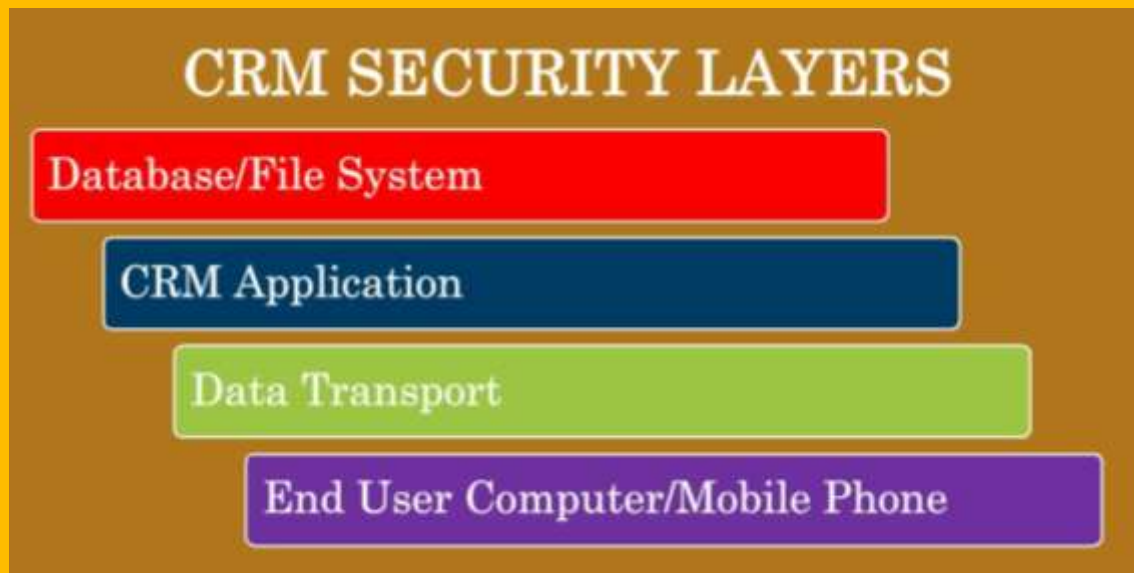 CRM SECURITY LAYERS
Database/File System
CRM Application
Data Transport
End User Computer/Mobile Phone